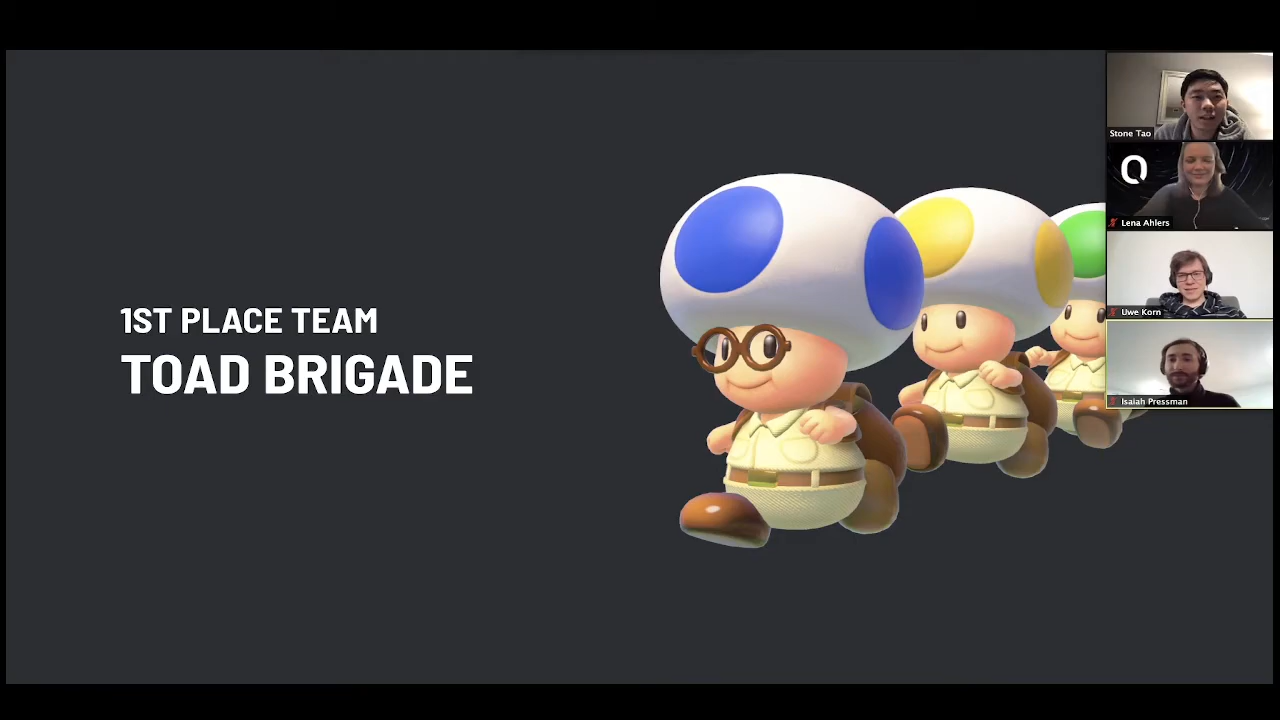 1ST PLACE TEAM
TOAD BRIGADE
Stone Tao
Q
Lena Ahlers
Uwe Korn
Isaiah Pressman